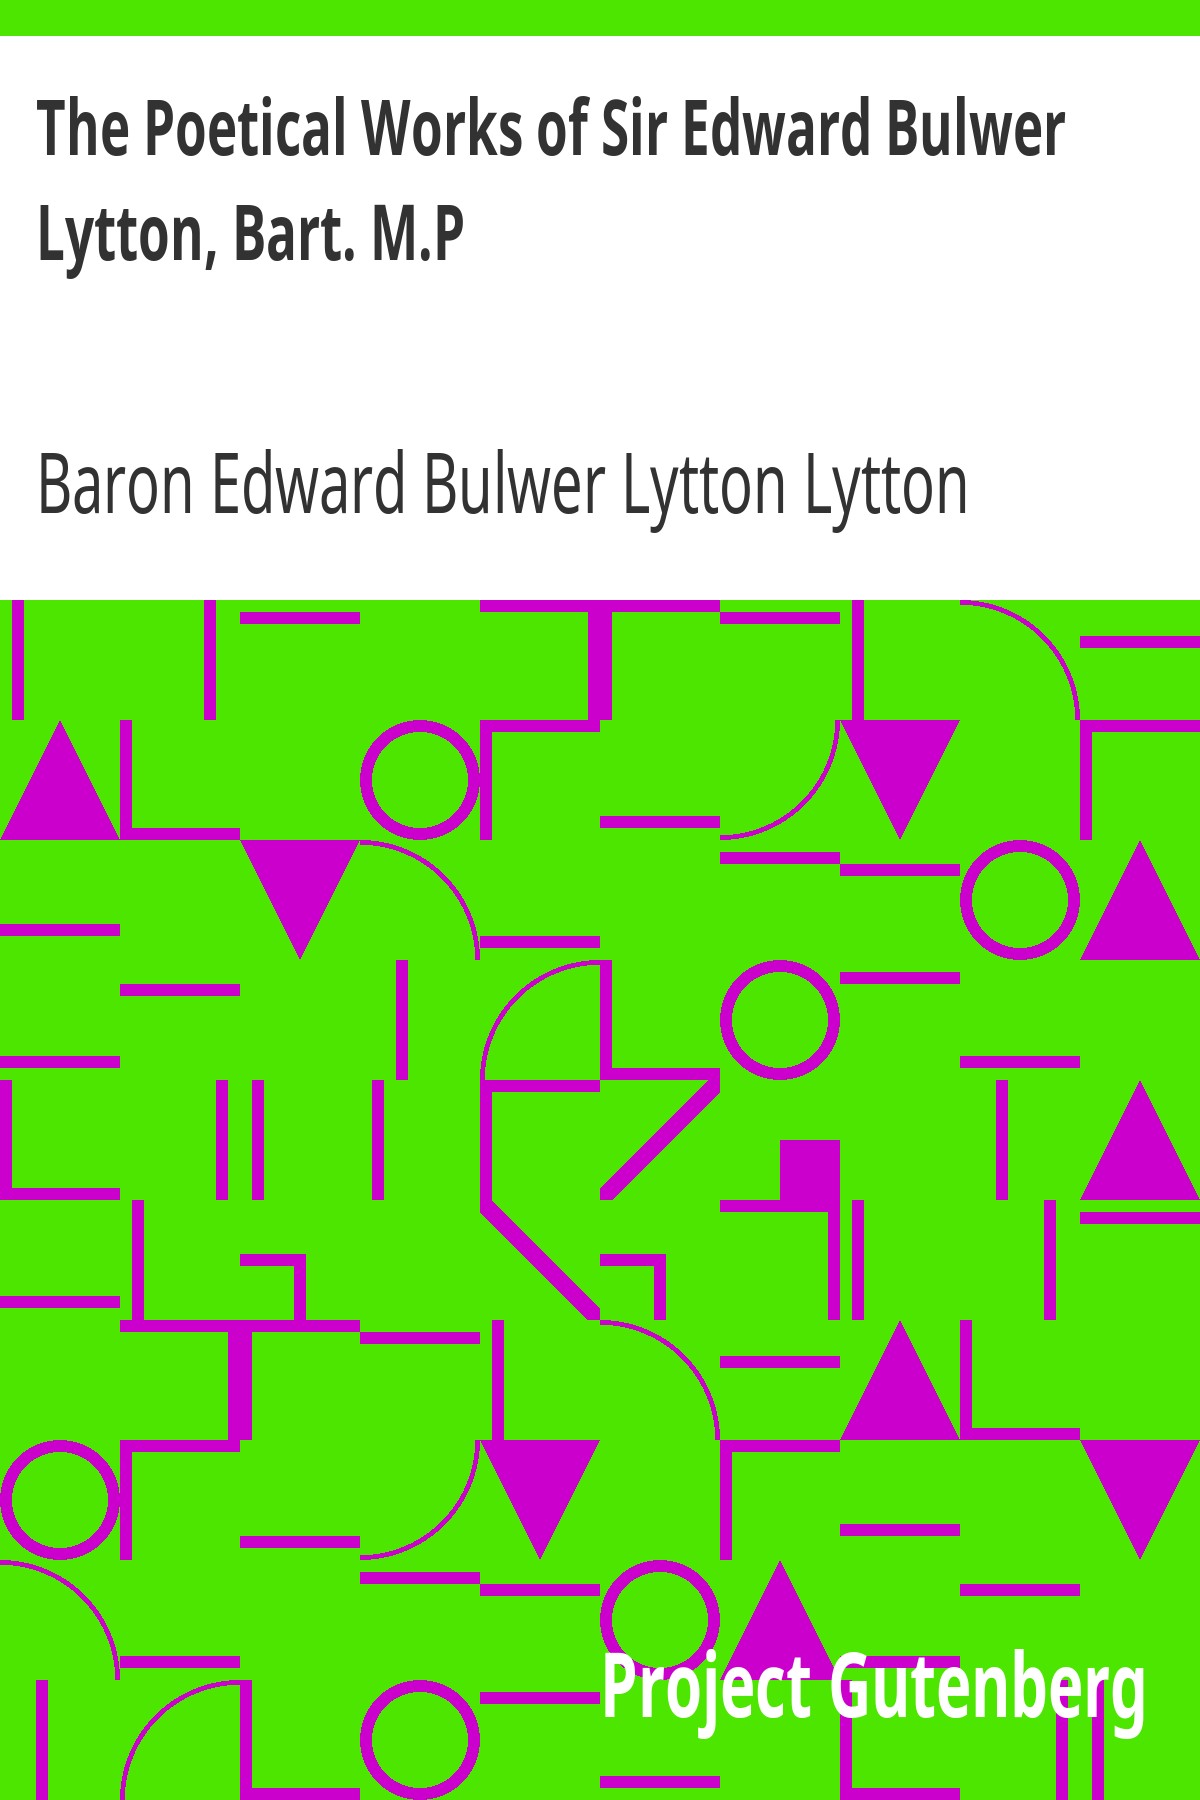 The Poetical Works of Sir Edward Bulwer
Lytton, Bart. M.P
Baron Edward Bulwer Lytton Lytton
Project Gutenberg